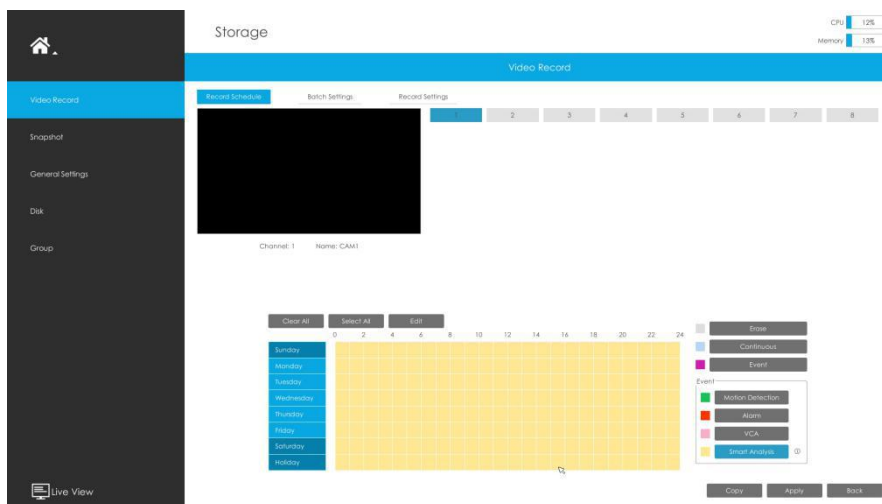 Storage
CPU 12%
Memory 13%
Video Record
Video Record
Snapshot
General Settings
Disk
Group
Live View
Record Schedule Batch Settings Record Settings
1 2 3 4 5 6 7 8
Channel: 1 Name: CAM1
Clear All Select All Edit
0 2 4 6 8 10 12 14 16 18 20 22 24
Sunday
Monday
Tuesday
Wednesday
Thursday
Friday
Saturday
Holiday
Erase
Continuous
Event
Event
Motion Detection
Alarm
VCA
Smart Analysis
Copy Apply Back